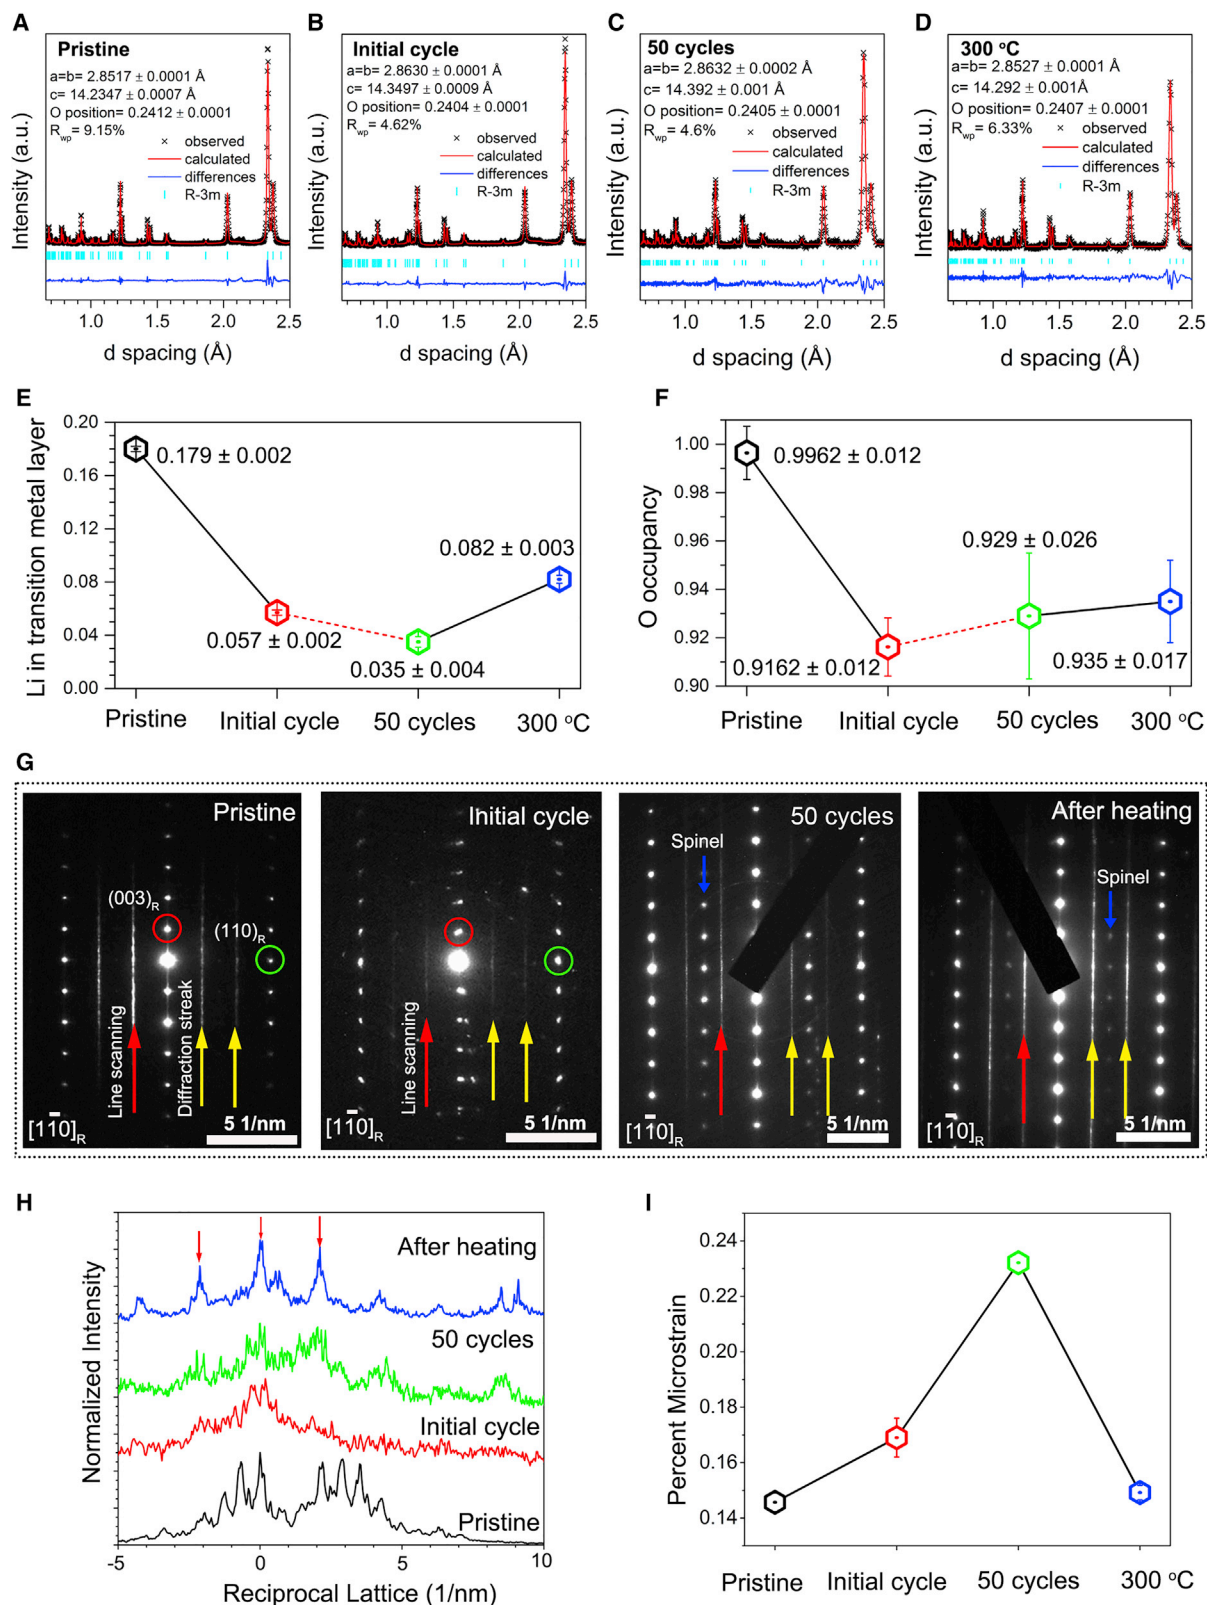 A
Pristine
a=b= 2.8517 ± 0.0001 Å
c= 14.2347 ± 0.0007 Å
O position= 0.2412 ± 0.0001
Rwp= 9.15%
observed
calculated
differences
R-3m
Intensity (a.u.)
1.0 1.5 2.0 2.5
d spacing (Å)
B
Initial cycle
a=b= 2.8630 ± 0.0001 Å
c= 14.3497 ± 0.0009 Å
O position= 0.2404 ± 0.0001
Rwp= 4.62%
observed
calculated
differences
R-3m
Intensity (a.u.)
1.0 1.5 2.0 2.5
d spacing (Å)
C
50 cycles
a=b= 2.8632 ± 0.0002 Å
c= 14.392 ± 0.001 Å
O position= 0.2405 ± 0.0001
Rwp= 4.6%
observed
calculated
differences
R-3m
Intensity (a.u.)
1.0 1.5 2.0 2.5
d spacing (Å)
D
300 °C
a=b= 2.8527 ± 0.0001 Å
c= 14.292 ± 0.001Å
O position= 0.2407 ± 0.0001
Rwp= 6.33%
observed
calculated
differences
R-3m
Intensity (a.u.)
1.0 1.5 2.0 2.5
d spacing (Å)
E
Li in transition metal layer
0.20
0.16
0.12
0.08
0.04
0.00
0.179 ± 0.002
0.057 ± 0.002
0.035 ± 0.004
0.082 ± 0.003
Pristine Initial cycle 50 cycles 300 °C
F
O occupancy
1.00
0.98
0.96
0.94
0.92
0.90
0.9962 ± 0.012
0.9162 ± 0.012
0.929 ± 0.026
0.935 ± 0.017
Pristine Initial cycle 50 cycles 300 °C
G
Pristine
(003)R
(110)R
Line scanning
Diffraction streak
[11̄0]R
5 1/nm
Initial cycle
Line scanning
[11̄0]R
5 1/nm
50 cycles
Spinel
[11̄0]R
5 1/nm
After heating
Spinel
[11̄0]R
5 1/nm
H
Normalized Intensity
After heating
50 cycles
Initial cycle
Pristine
-5 0 5 10
Reciprocal Lattice (1/nm)
I
Percent Microstrain
0.24
0.22
0.20
0.18
0.16
0.14
Pristine Initial cycle 50 cycles 300 °C